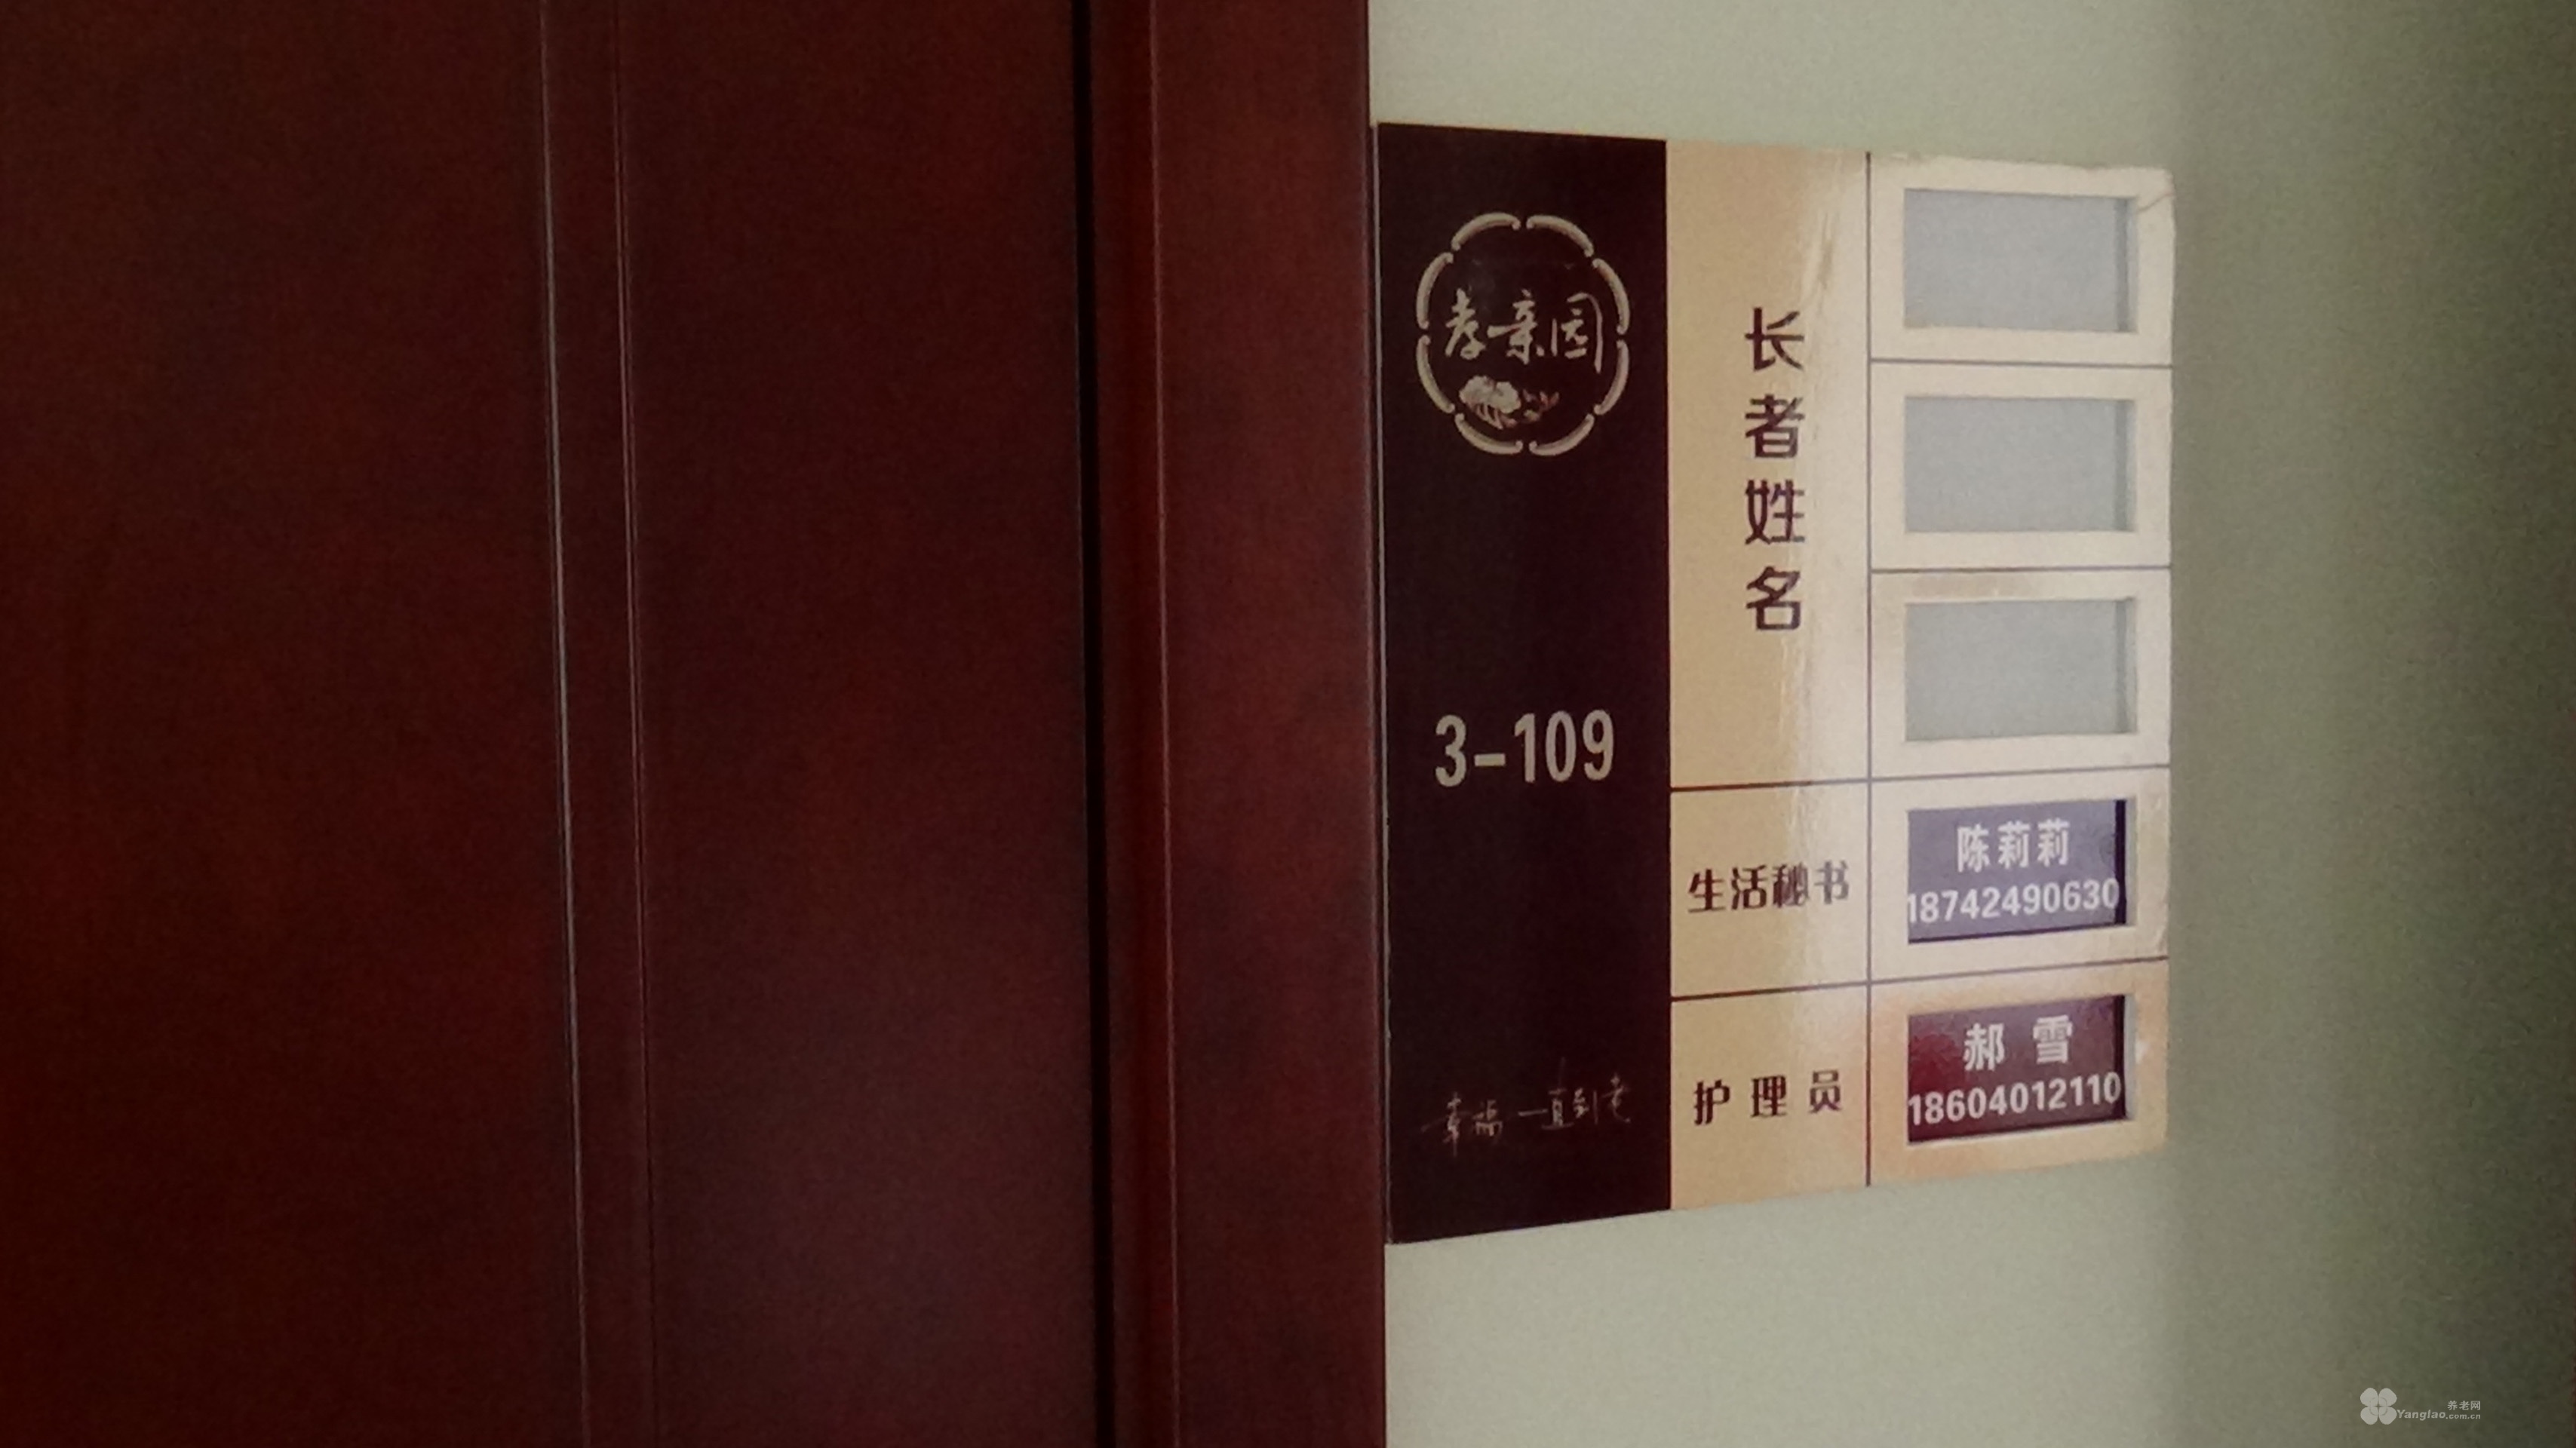 孝亲园
3-109
幸福一直到老
长者姓名
生活秘书
陈莉莉
18742490630
护理员
郝雪
18604012110
养老网
Yanglao.com.cn